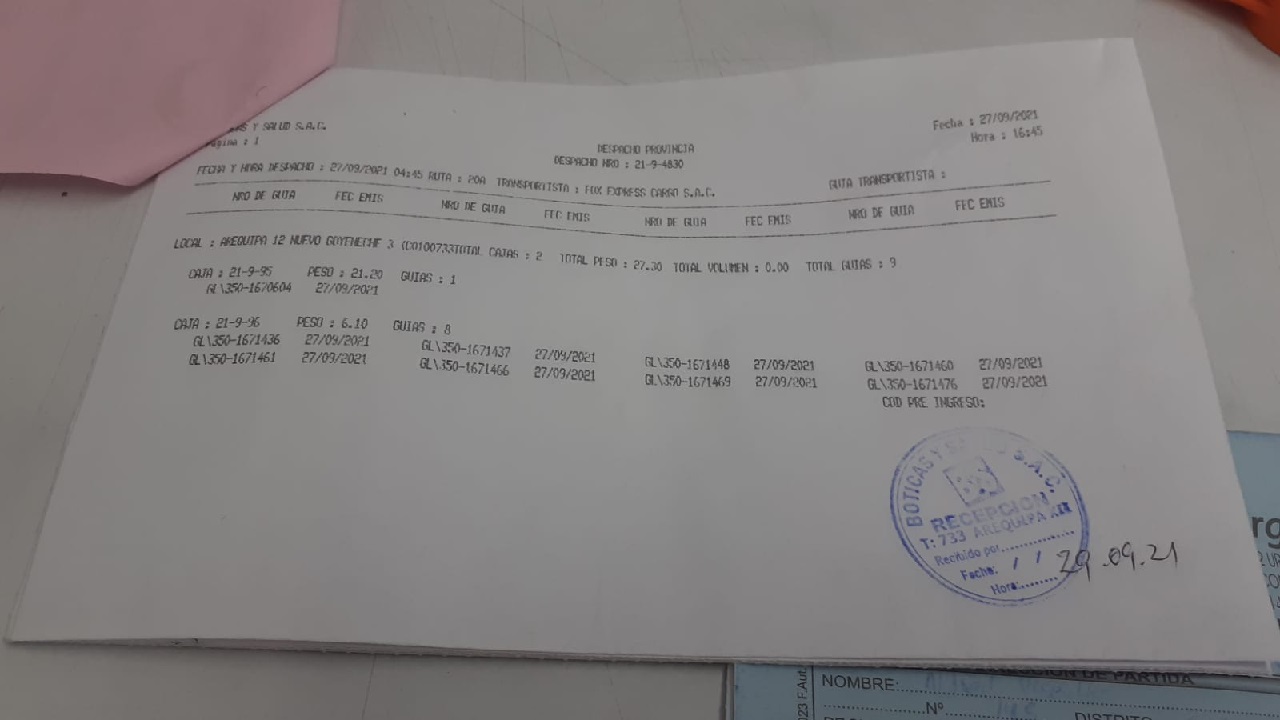 AS Y SALUD S.A.C.
Página : 1
Fecha : 27/09/2021
Hora : 16:45
DESPACHO PROVINCIA
DESPACHO NRO : 21-9-4830
FECHA Y HORA DESPACHO : 27/09/2021 04:45 RUTA : 20A TRANSPORTISTA : FOX EXPRESS CARGO S.A.C. GUIA TRANSPORTISTA :
NRO DE GUIA FEC EMIS NRO DE GUIA FEC EMIS NRO DE GUIA FEC EMIS NRO DE GUIA FEC EMIS
LOCAL : AREQUIPA 12 NUEVO GOYENECHE 3 (C0100733TOTAL CAJAS : 2 TOTAL PESO : 27.30 TOTAL VOLUMEN : 0.00 TOTAL GUIAS : 9
CAJA : 21-9-95 PESO : 21.20 GUIAS : 1
GL\350-1670604 27/09/2021
CAJA : 21-9-96 PESO : 6.10 GUIAS : 8
GL\350-1671436 27/09/2021 GL\350-1671437 27/09/2021 GL\350-1671448 27/09/2021 GL\350-1671460 27/09/2021
GL\350-1671461 27/09/2021 GL\350-1671466 27/09/2021 GL\350-1671469 27/09/2021 GL\350-1671476 27/09/2021
COD PRE INGRESO:
BOTICAS Y S.A.C.
RECEPCION
T: 733 AREQUIPA XII
Recibido por:
Fecha: / / 29.09.21
Hora:
DE PARTIDA
NOMBRE:
Nº